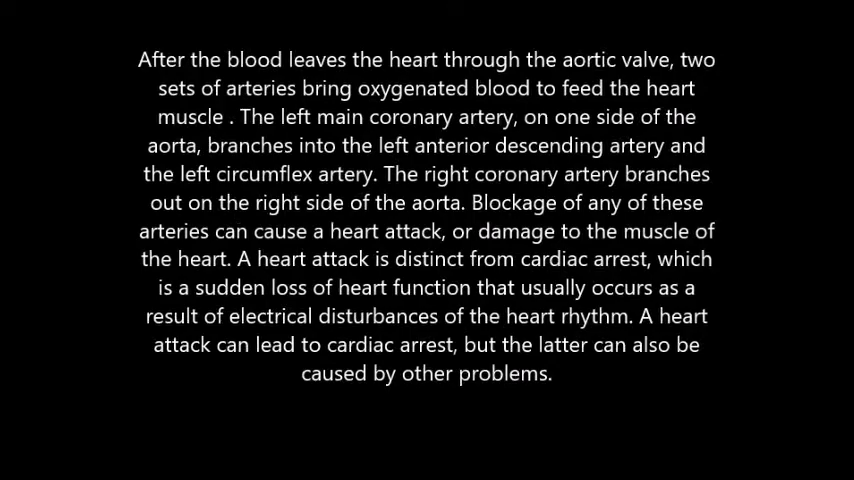 After the blood leaves the heart through the aortic valve, two
sets of arteries bring oxygenated blood to feed the heart
muscle . The left main coronary artery, on one side of the
aorta, branches into the left anterior descending artery and
the left circumflex artery. The right coronary artery branches
out on the right side of the aorta. Blockage of any of these
arteries can cause a heart attack, or damage to the muscle of
the heart. A heart attack is distinct from cardiac arrest, which
is a sudden loss of heart function that usually occurs as a
result of electrical disturbances of the heart rhythm. A heart
attack can lead to cardiac arrest, but the latter can also be
caused by other problems.